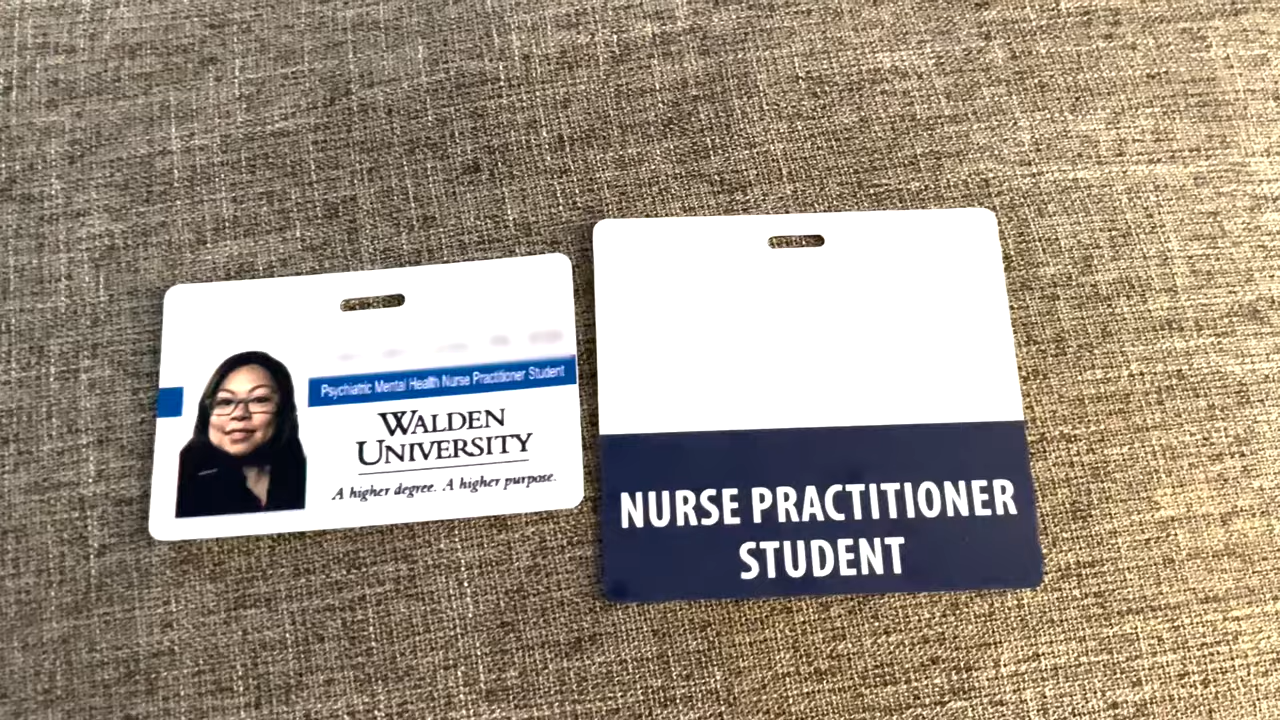 Psychiatric Mental Health Nurse Practitioner Student
WALDEN
UNIVERSITY
A higher degree. A higher purpose.
NURSE PRACTITIONER
STUDENT